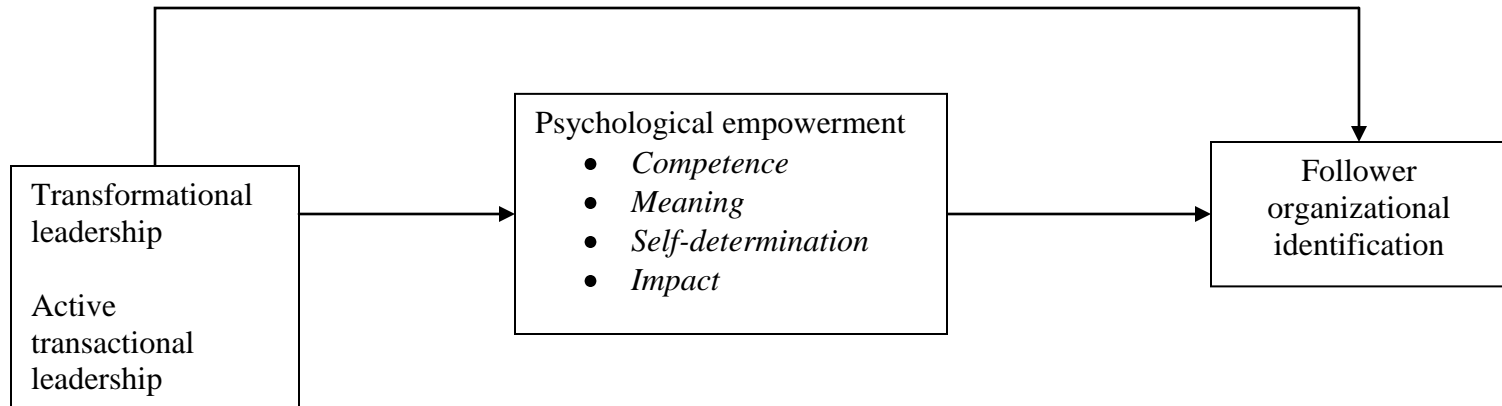 Transformational
leadership
Active
transactional
leadership
Psychological empowerment
• Competence
• Meaning
• Self-determination
• Impact
Follower
organizational
identification